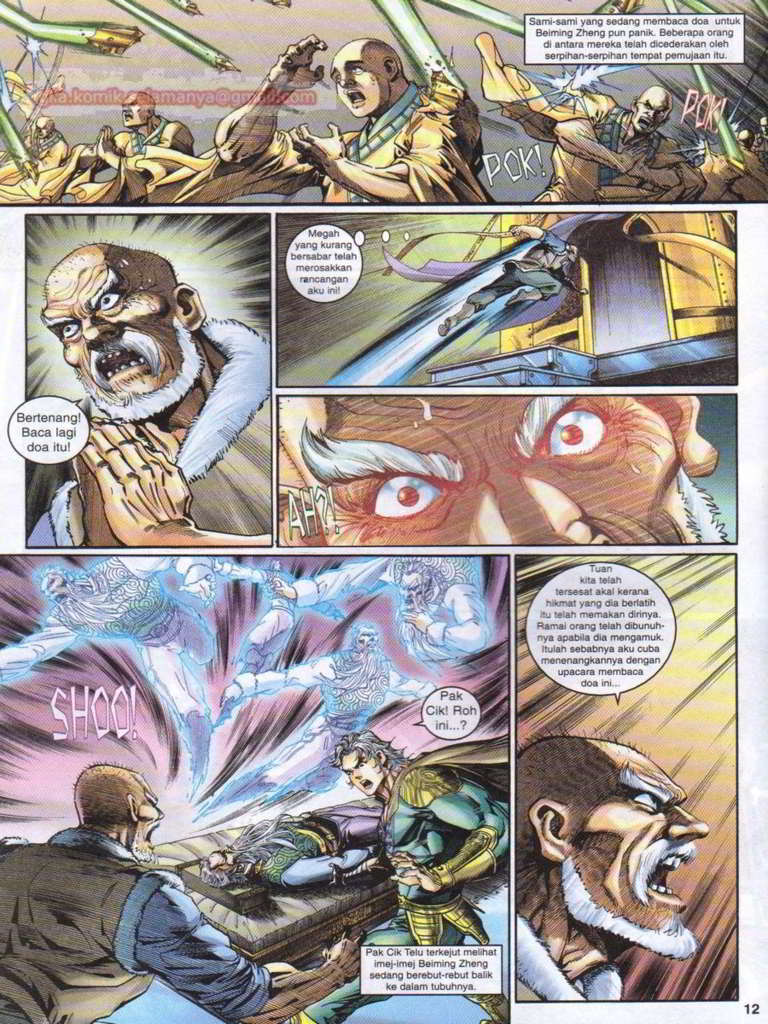 Sami-sami yang sedang membaca doa untuk
Beiming Zheng pun panik. Beberapa orang
di antara mereka telah dicederakan oleh
serpihan-serpihan tempat pemujaan itu.
POK!
POK!
Megah
yang kurang
bersabar telah
merosakkan
rancangan
aku ini!
Bertenang!
Baca lagi
doa itu!
AH?!
SHOO!
Pak
Cik! Roh
ini...?
Pak Cik Telu terkejut melihat
imej-imej Beiming Zheng
sedang berebut-rebut balik
ke dalam tubuhnya.
Tuan
kita telah
tersesat akal kerana
hikmat yang dia berlatih
itu telah memakan dirinya.
Ramai orang telah dibunuh-
nya apabila dia mengamuk.
Itulah sebabnya aku cuba
menenangkannya dengan
upacara membaca
doa ini...
12